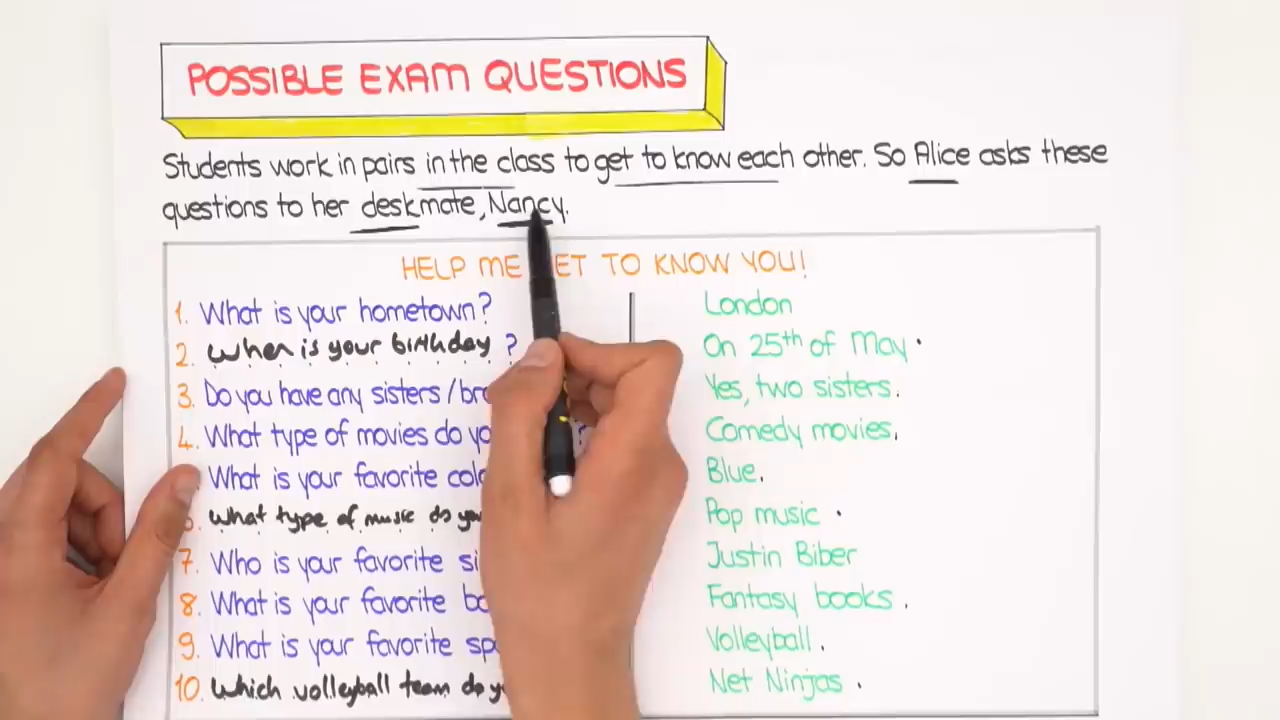 POSSIBLE EXAM QUESTIONS
Students work in pairs in the class to get to know each other. So Alice asks these
questions to her deskmate, Nancy.
HELP ME ET TO KNOW YOU!
1. What is your hometown? London
2. When is your birthday ? On 25th of May.
3. Do you have any sisters / bro Yes, two sisters.
4. What type of movies do yo ? Comedy movies.
What is your favorite colo Blue.
What type of music do you Pop music .
7. Who is your favorite si Justin Biber
8. What is your favorite bo Fantasy books .
9. What is your favorite spo Volleyball .
10. Which volleyball team do yo Net Ninjas .